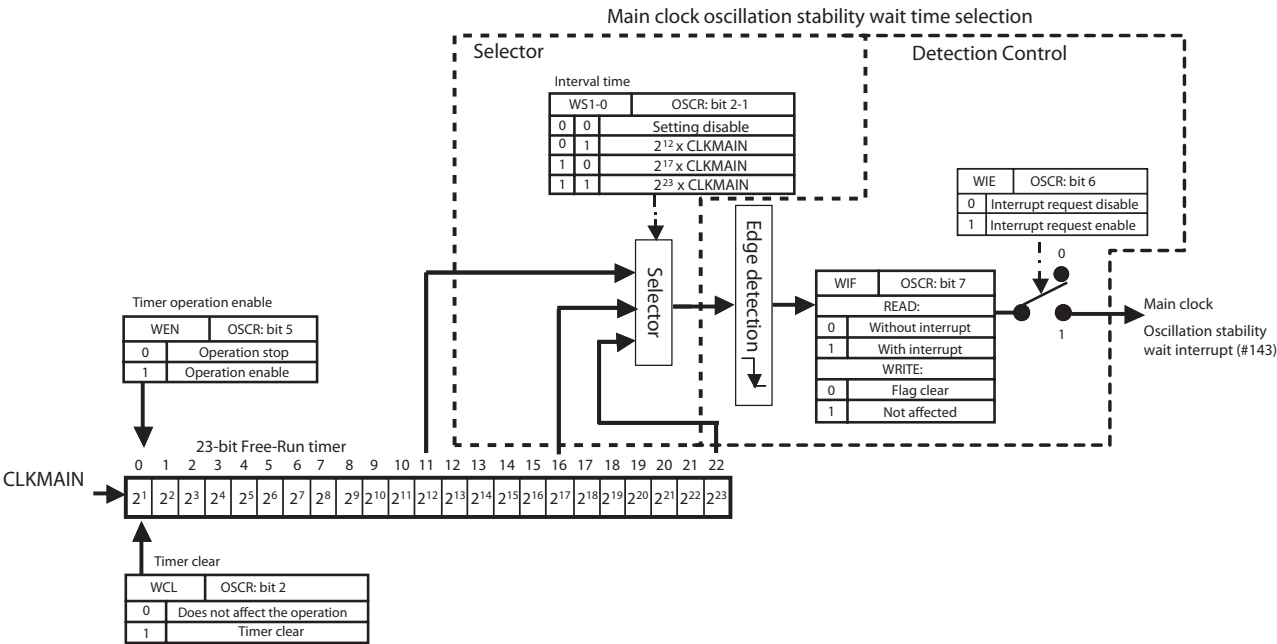 Main clock oscillation stability wait time selection
Selector
Detection Control
Interval time
WS1-0 OSCR: bit 2-1
0 0 Setting disable
0 1 2¹² x CLKMAIN
1 0 2¹⁷ x CLKMAIN
1 1 2²³ x CLKMAIN
WIE OSCR: bit 6
0 Interrupt request disable
1 Interrupt request enable
Selector
Edge detection
0
1
WIF OSCR: bit 7
READ:
0 Without interrupt
1 With interrupt
WRITE:
0 Flag clear
1 Not affected
Main clock
Oscillation stability
wait interrupt (#143)
Timer operation enable
WEN OSCR: bit 5
0 Operation stop
1 Operation enable
23-bit Free-Run timer
0 1 2 3 4 5 6 7 8 9 10 11 12 13 14 15 16 17 18 19 20 21 22
CLKMAIN
2¹ 2² 2³ 2⁴ 2⁵ 2⁶ 2⁷ 2⁸ 2⁹ 2¹⁰ 2¹¹ 2¹² 2¹³ 2¹⁴ 2¹⁵ 2¹⁶ 2¹⁷ 2¹⁸ 2¹⁹ 2²⁰ 2²¹ 2²² 2²³
Timer clear
WCL OSCR: bit 2
0 Does not affect the operation
1 Timer clear